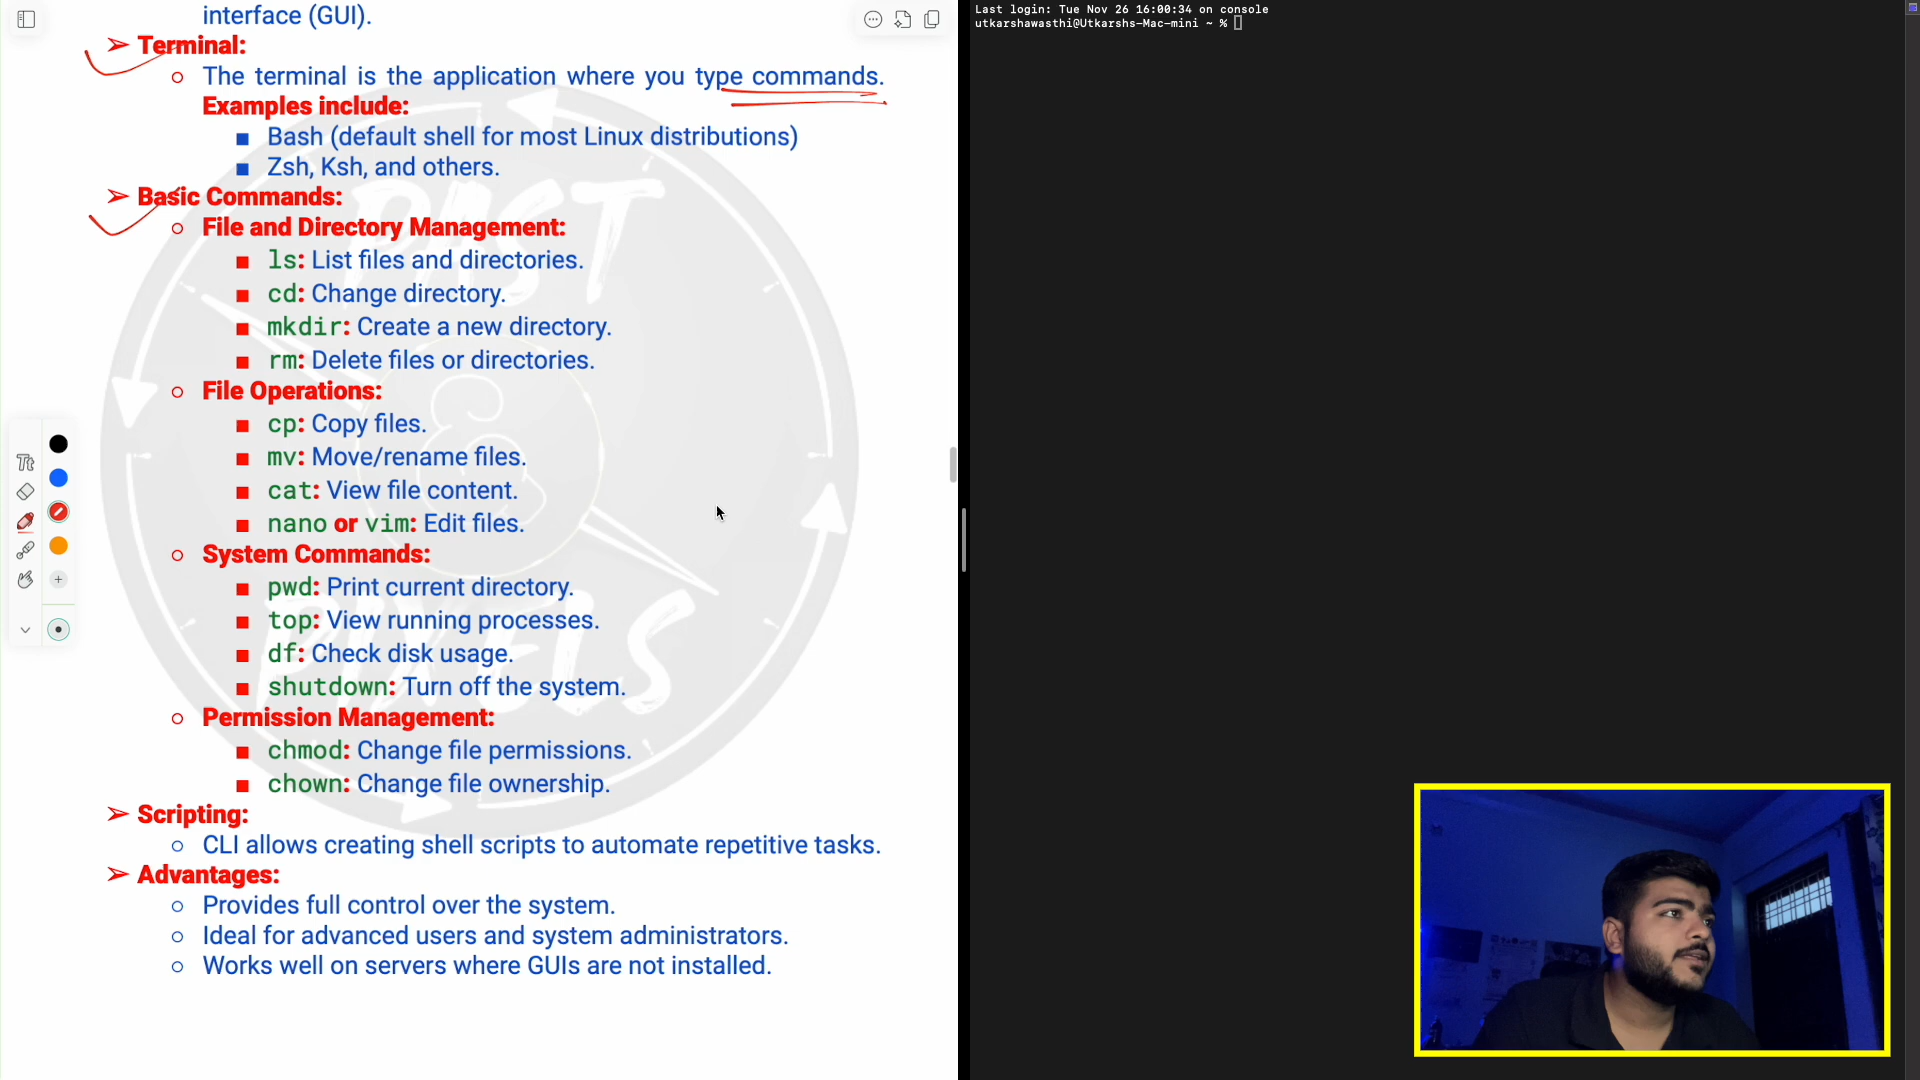 interface (GUI).
➢ Terminal:
○ The terminal is the application where you type commands.
Examples include:
■ Bash (default shell for most Linux distributions)
■ Zsh, Ksh, and others.
➢ Basic Commands:
○ File and Directory Management:
■ ls: List files and directories.
■ cd: Change directory.
■ mkdir: Create a new directory.
■ rm: Delete files or directories.
○ File Operations:
■ cp: Copy files.
■ mv: Move/rename files.
■ cat: View file content.
■ nano or vim: Edit files.
○ System Commands:
■ pwd: Print current directory.
■ top: View running processes.
■ df: Check disk usage.
■ shutdown: Turn off the system.
○ Permission Management:
■ chmod: Change file permissions.
■ chown: Change file ownership.
➢ Scripting:
○ CLI allows creating shell scripts to automate repetitive tasks.
➢ Advantages:
○ Provides full control over the system.
○ Ideal for advanced users and system administrators.
○ Works well on servers where GUIs are not installed.
PAST
&
PIXELS
Tt
Last login: Tue Nov 26 16:00:34 on console
utkarshawasthi@Utkarshs-Mac-mini ~ %